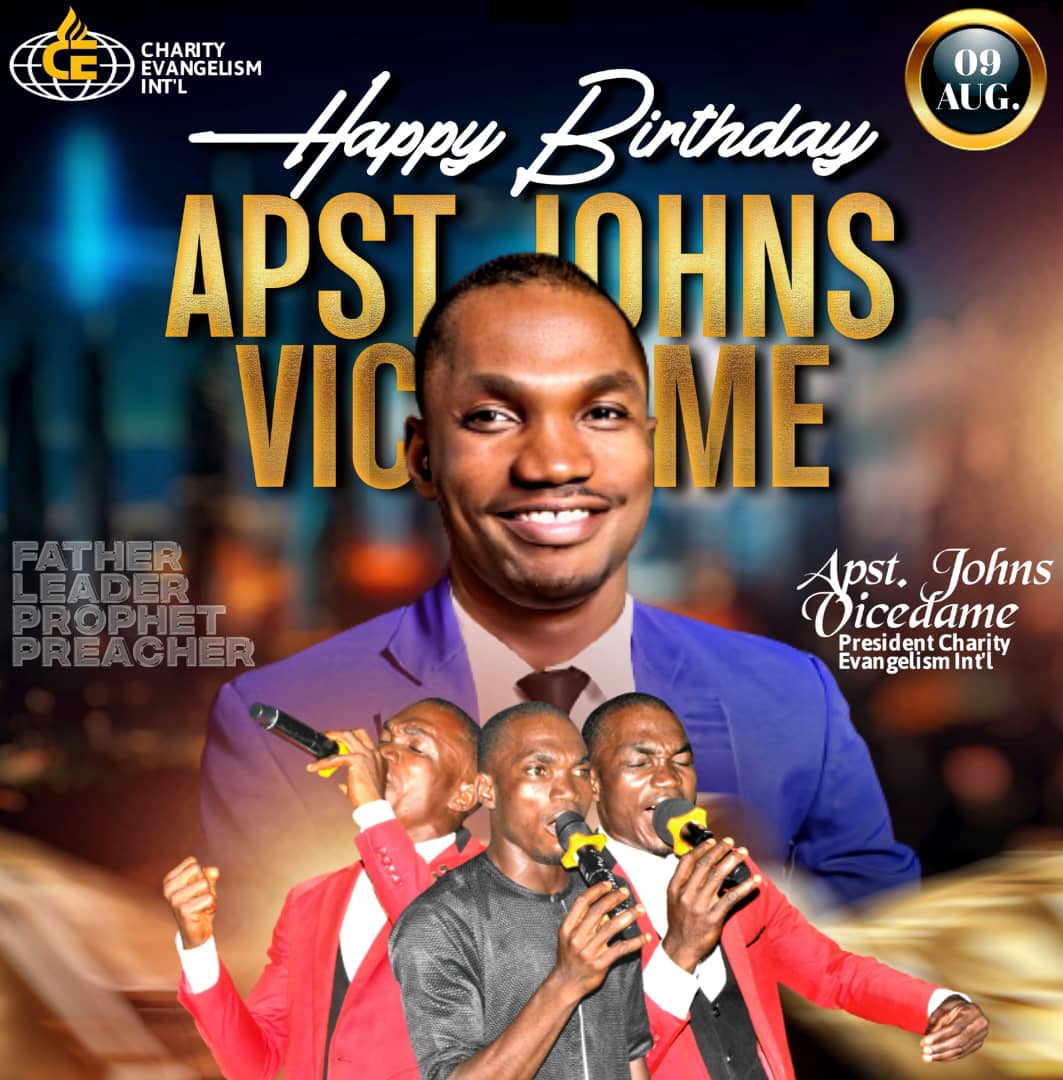 CE
CHARITY
EVANGELISM
INT'L
09
AUG.
Happy Birthday
APST JOHNS
VIC ME
FATHER
LEADER
PROPHET
PREACHER
Apst. Johns
Vicedame
President Charity
Evangelism Int'l